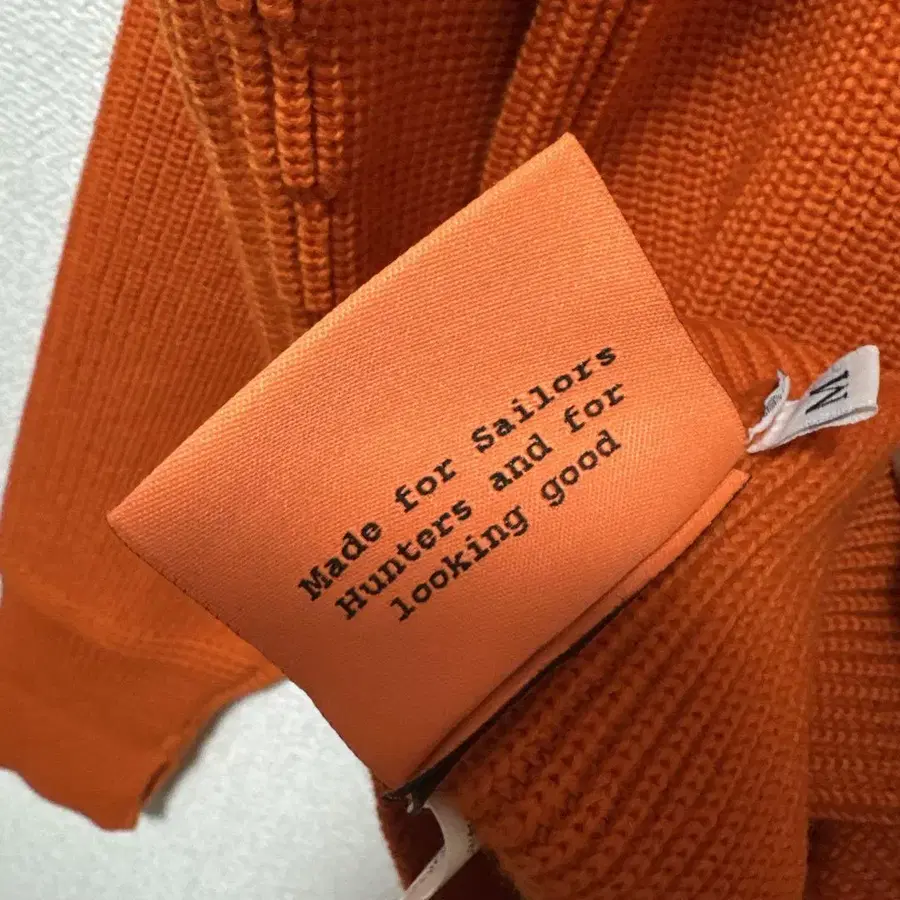 Made for Sailors
Hunters and for
looking good
M